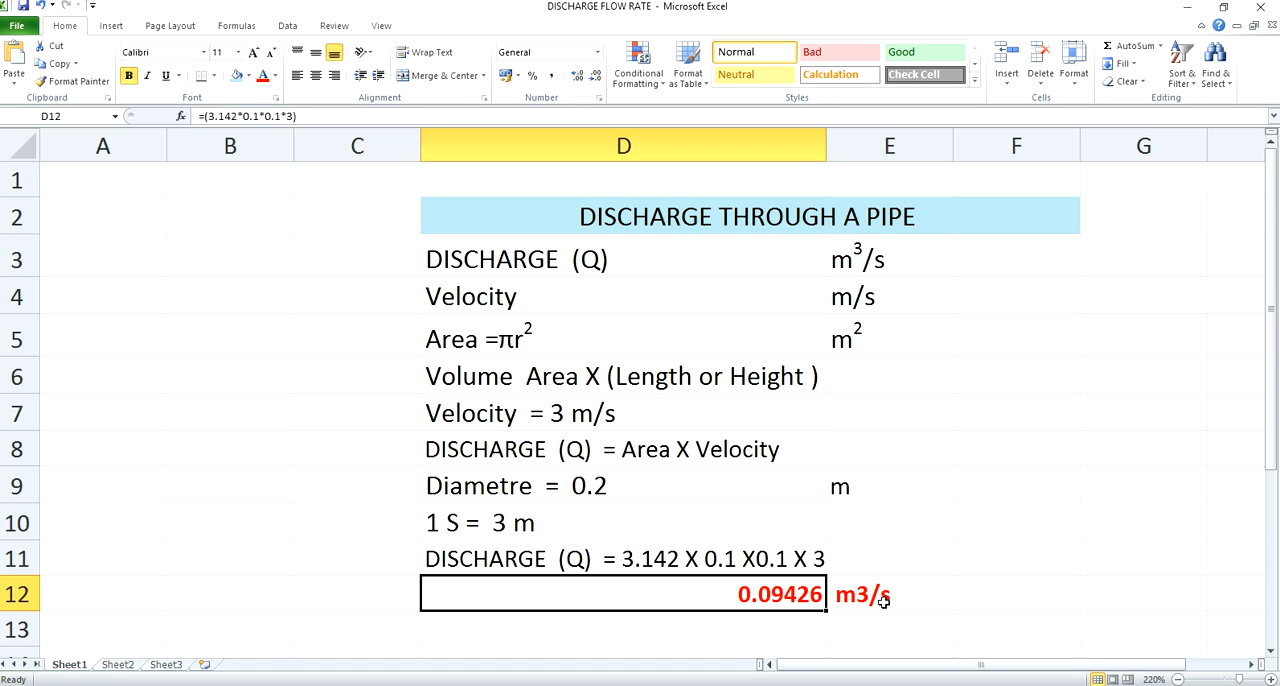 DISCHARGE FLOW RATE - Microsoft Excel
File Home Insert Page Layout Formulas Data Review View
Paste Cut Copy Format Painter Clipboard
Calibri 11 B I U Font
Wrap Text Merge & Center Alignment
General % , Number
Conditional Formatting Format as Table Normal Bad Good Neutral Calculation Check Cell Styles
Insert Delete Format Cells
AutoSum Fill Clear Sort & Filter Find & Select Editing
D12 fx =(3.142*0.1*0.1*3)
A B C D E F G
1
2 DISCHARGE THROUGH A PIPE
3 DISCHARGE (Q) m³/s
4 Velocity m/s
5 Area =πr² m²
6 Volume Area X (Length or Height )
7 Velocity = 3 m/s
8 DISCHARGE (Q) = Area X Velocity
9 Diametre = 0.2 m
10 1 S = 3 m
11 DISCHARGE (Q) = 3.142 X 0.1 X0.1 X 3
12 0.09426 m3/s
13
Sheet1 Sheet2 Sheet3
Ready 220%